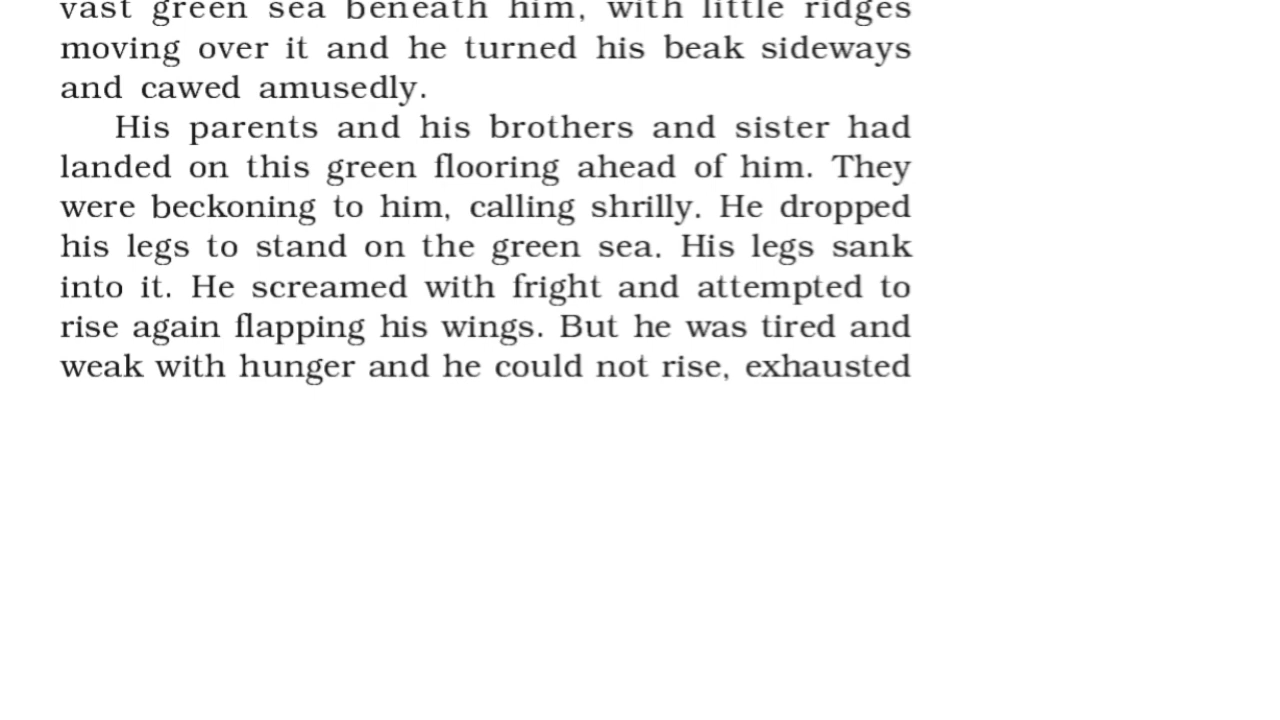 vast green sea beneath him, with little ridges
moving over it and he turned his beak sideways
and cawed amusedly.
His parents and his brothers and sister had
landed on this green flooring ahead of him. They
were beckoning to him, calling shrilly. He dropped
his legs to stand on the green sea. His legs sank
into it. He screamed with fright and attempted to
rise again flapping his wings. But he was tired and
weak with hunger and he could not rise, exhausted